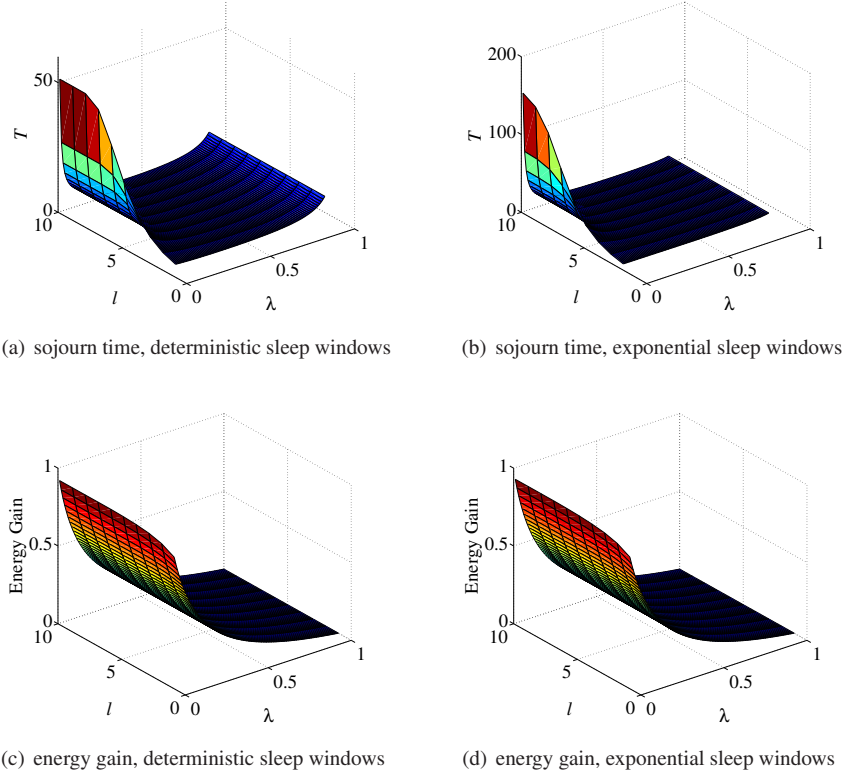 50
T
0
10
5
l
0
0
0.5
λ
1
(a) sojourn time, deterministic sleep windows
200
100
T
0
10
5
l
0
0
0.5
λ
1
(b) sojourn time, exponential sleep windows
1
0.5
Energy Gain
0
10
5
l
0
0
0.5
λ
1
(c) energy gain, deterministic sleep windows
1
0.5
Energy Gain
0
10
5
l
0
0
0.5
λ
1
(d) energy gain, exponential sleep windows